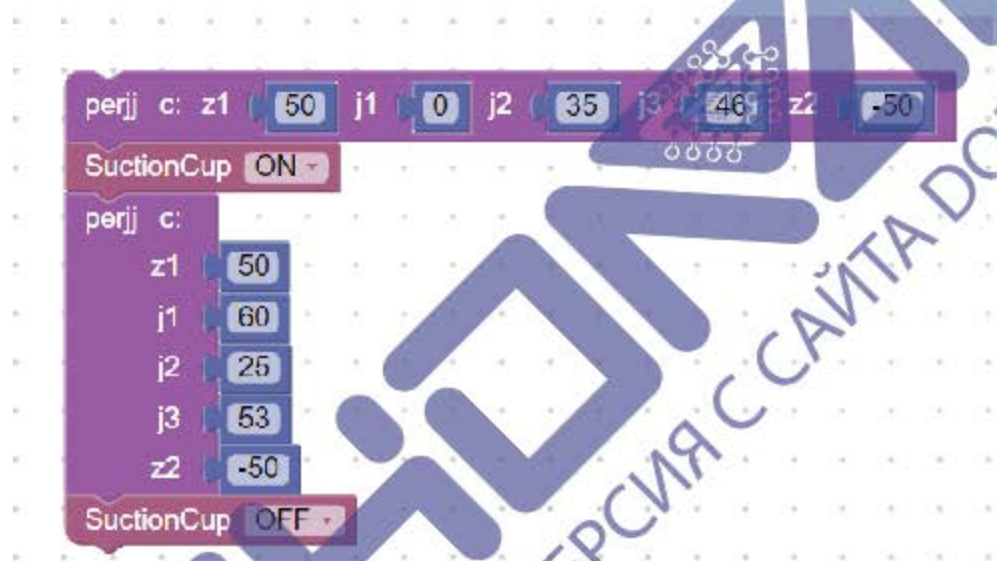 perjj c: z1 50 j1 0 j2 35 j3 46 z2 -50
SuctionCup ON
perjj c:
z1 50
j1 60
j2 25
j3 53
z2 -50
SuctionCup OFF
ЕРСИЯ С САЙТА DO